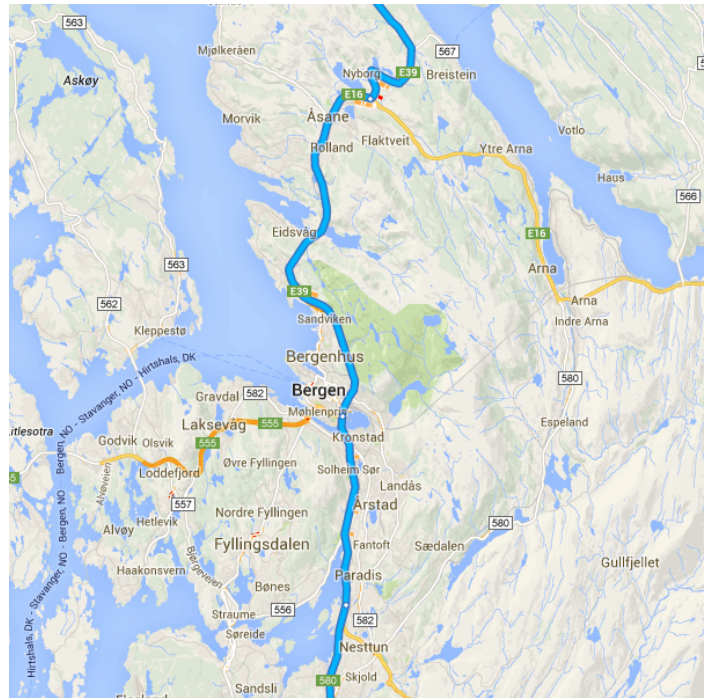 563
Askøy
Mjølkeråen
567
Nyborg
E39
Breistein
E16
Åsane
Morvik
Flaktveit
Votlo
Rolland
Ytre Arna
Haus
566
Eidsvåg
E16
563
Arna
E39
562
Arna
Sandviken
Indre Arna
Kleppestø
Bergenhus
Bergen, NO - Stavanger, NO - Hirtshals, DK
580
Bergen
Gravdal
582
Møhlenpris
Laksevåg
555
Espeland
Godvik
Olsvik
555
Kronstad
Øvre Fyllingen
Solheim Sør
Loddefjord
Landås
Alvøveien
557
Årstad
Nordre Fyllingen
580
Alvøy
Hetlevik
Fyllingsdalen
Fantoft
Sædalen
Gullfjellet
Haakonsvern
Bjørgeveien
Paradis
Bønes
Hirtshals, DK - Stavanger, NO - Bergen, NO
Straume
556
582
Søreide
Nesttun
Skjold
580
Sandsli